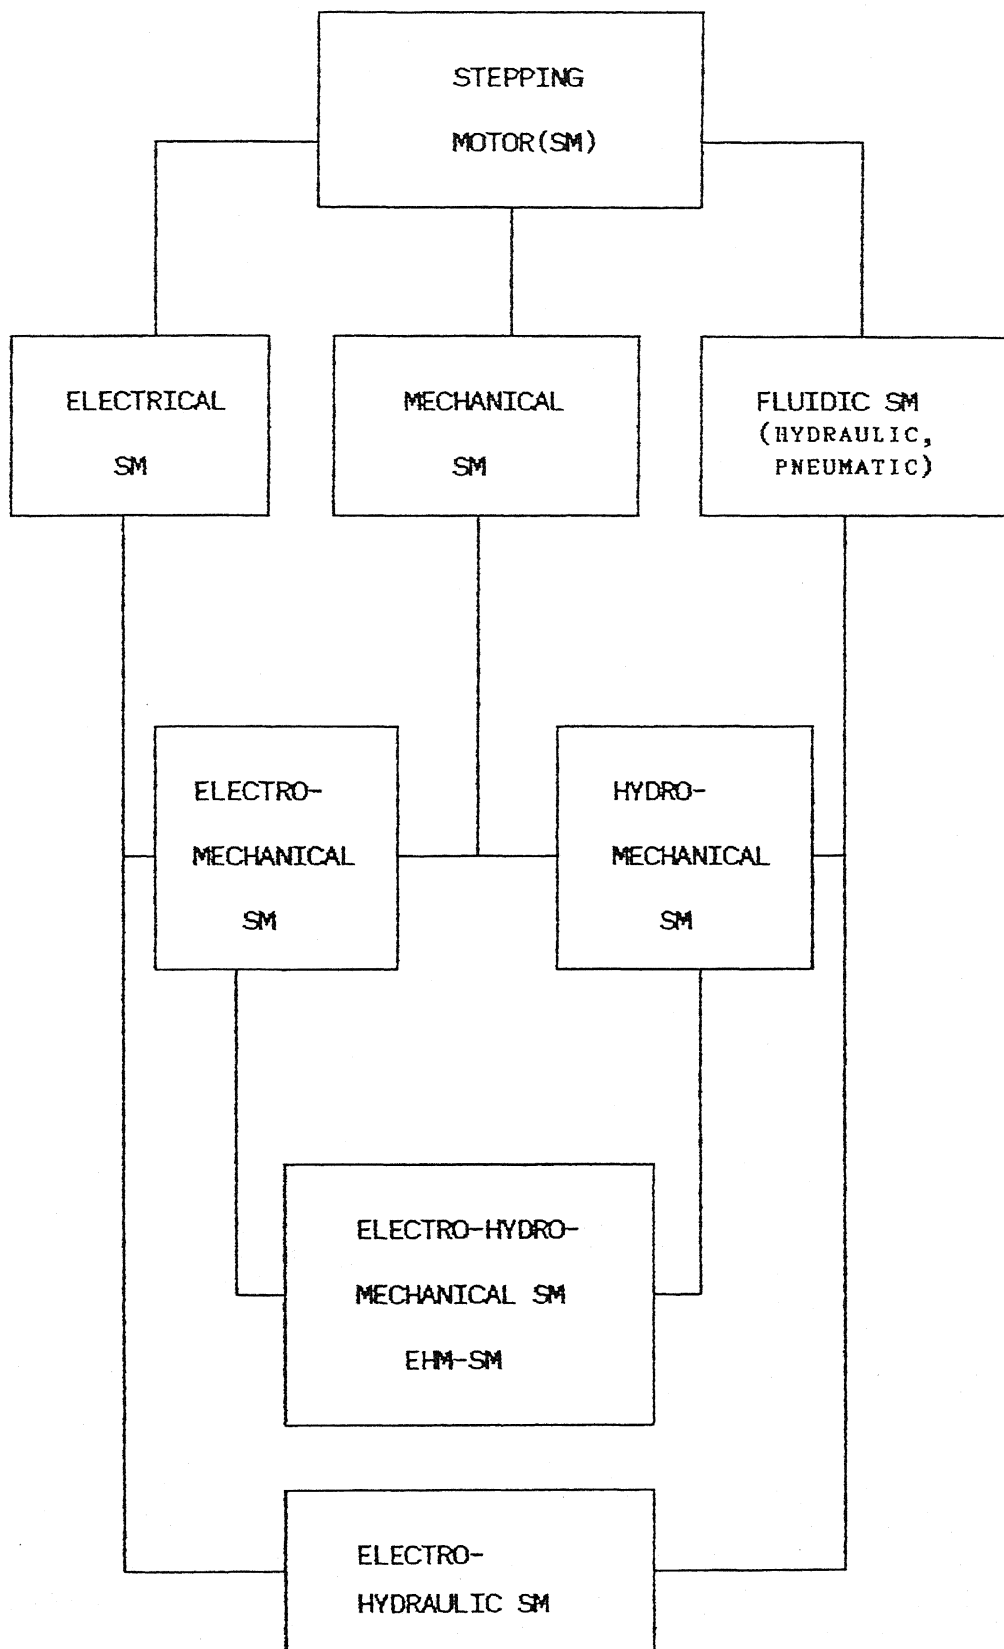 STEPPING
MOTOR(SM)
ELECTRICAL
SM
MECHANICAL
SM
FLUIDIC SM
(HYDRAULIC,
PNEUMATIC)
ELECTRO-
MECHANICAL
SM
HYDRO-
MECHANICAL
SM
ELECTRO-HYDRO-
MECHANICAL SM
EHM-SM
ELECTRO-
HYDRAULIC SM